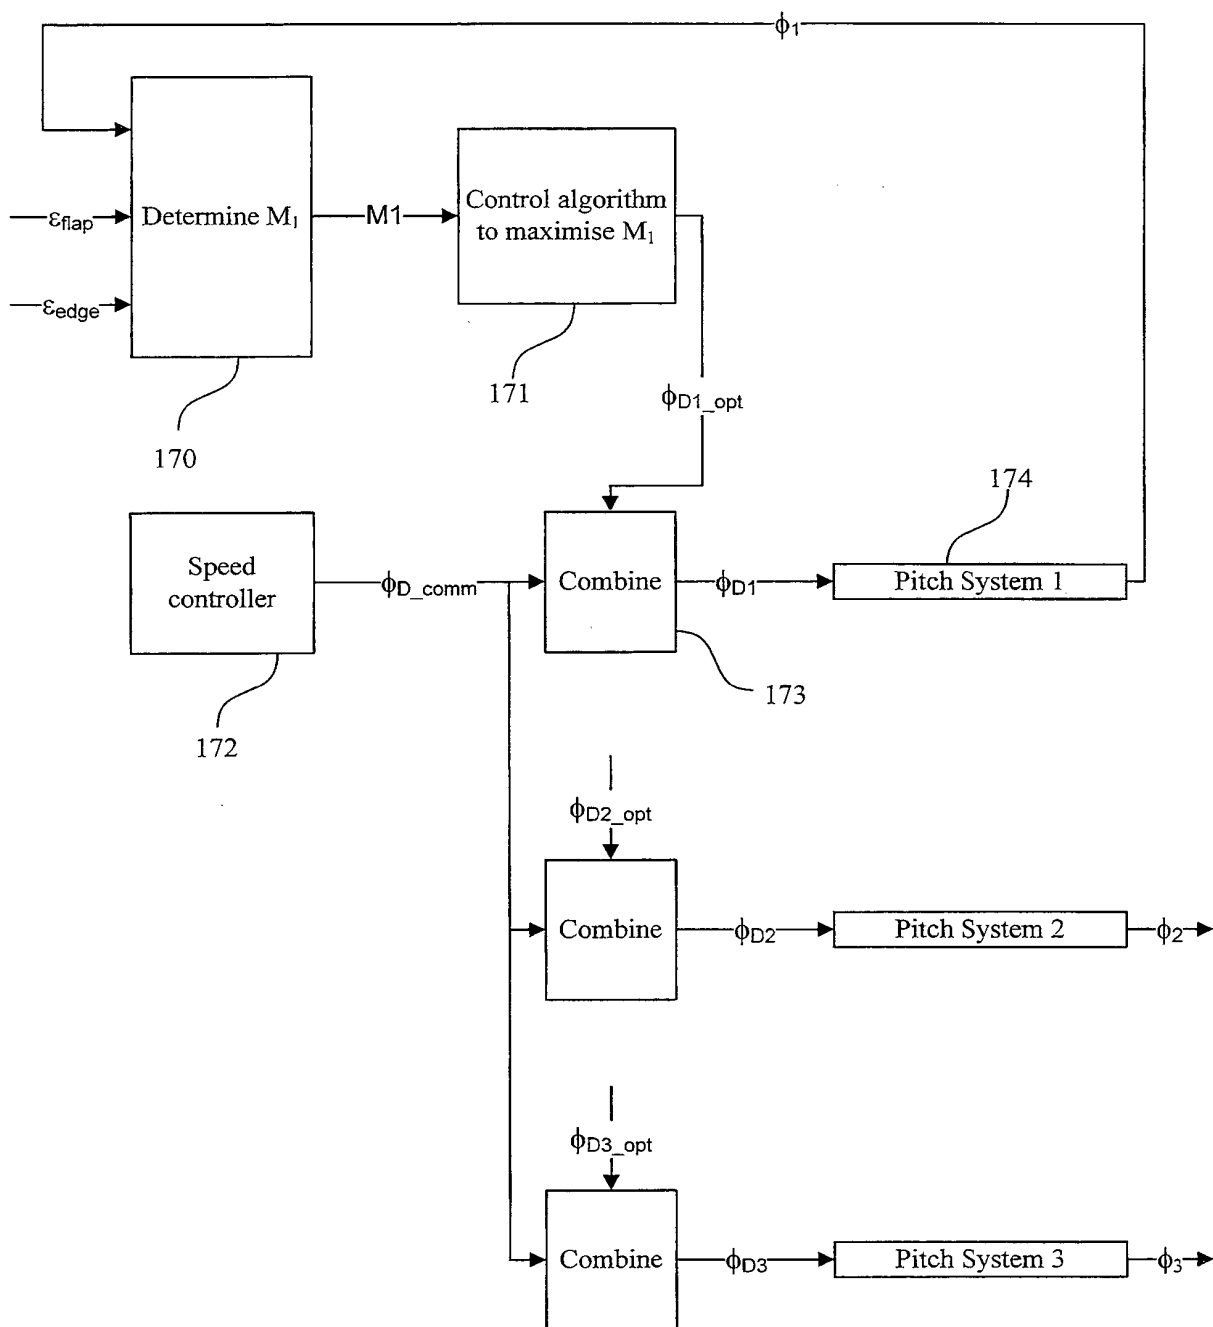 ϕ1
εflap
Determine M1
M1
Control algorithm
to maximise M1
εedge
170
171
ϕD1_opt
174
Speed
controller
ϕD_comm
Combine
ϕD1
Pitch System 1
173
172
ϕD2_opt
Combine
ϕD2
Pitch System 2
ϕ2
ϕD3_opt
Combine
ϕD3
Pitch System 3
ϕ3